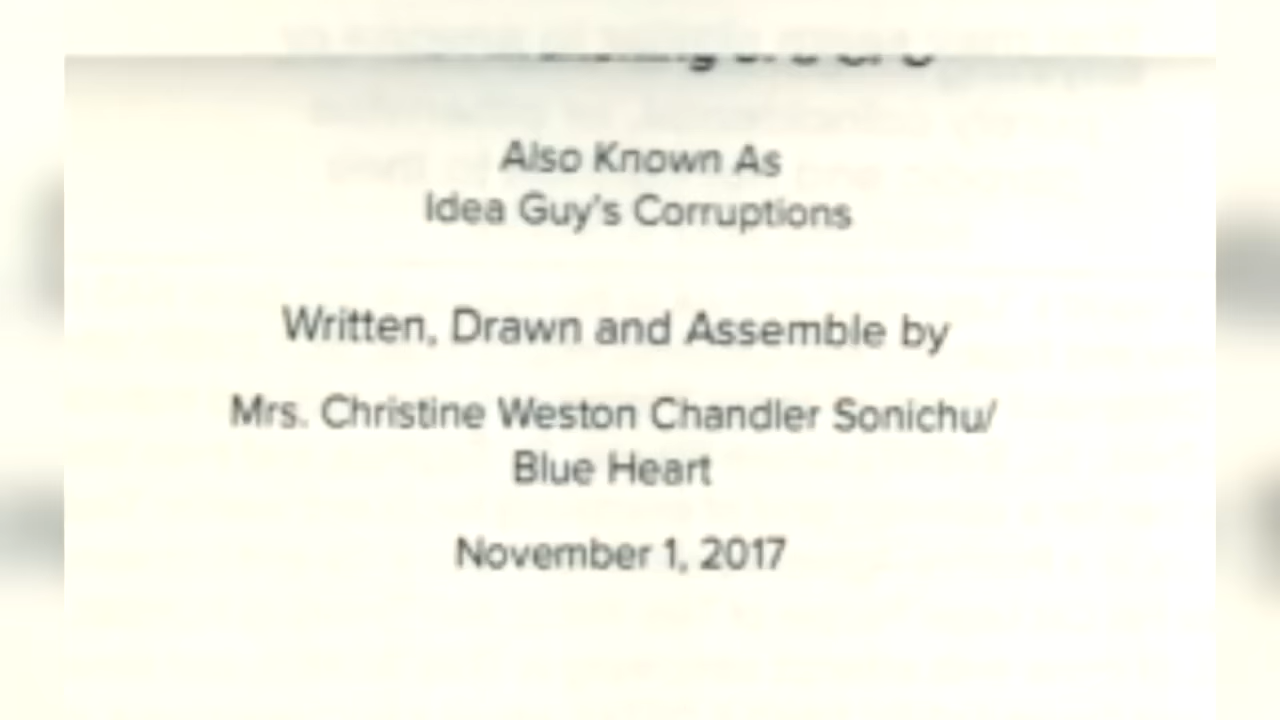 Also Known As
Idea Guy's Corruptions
Written, Drawn and Assemble by
Mrs. Christine Weston Chandler Sonichu/
Blue Heart
November 1, 2017